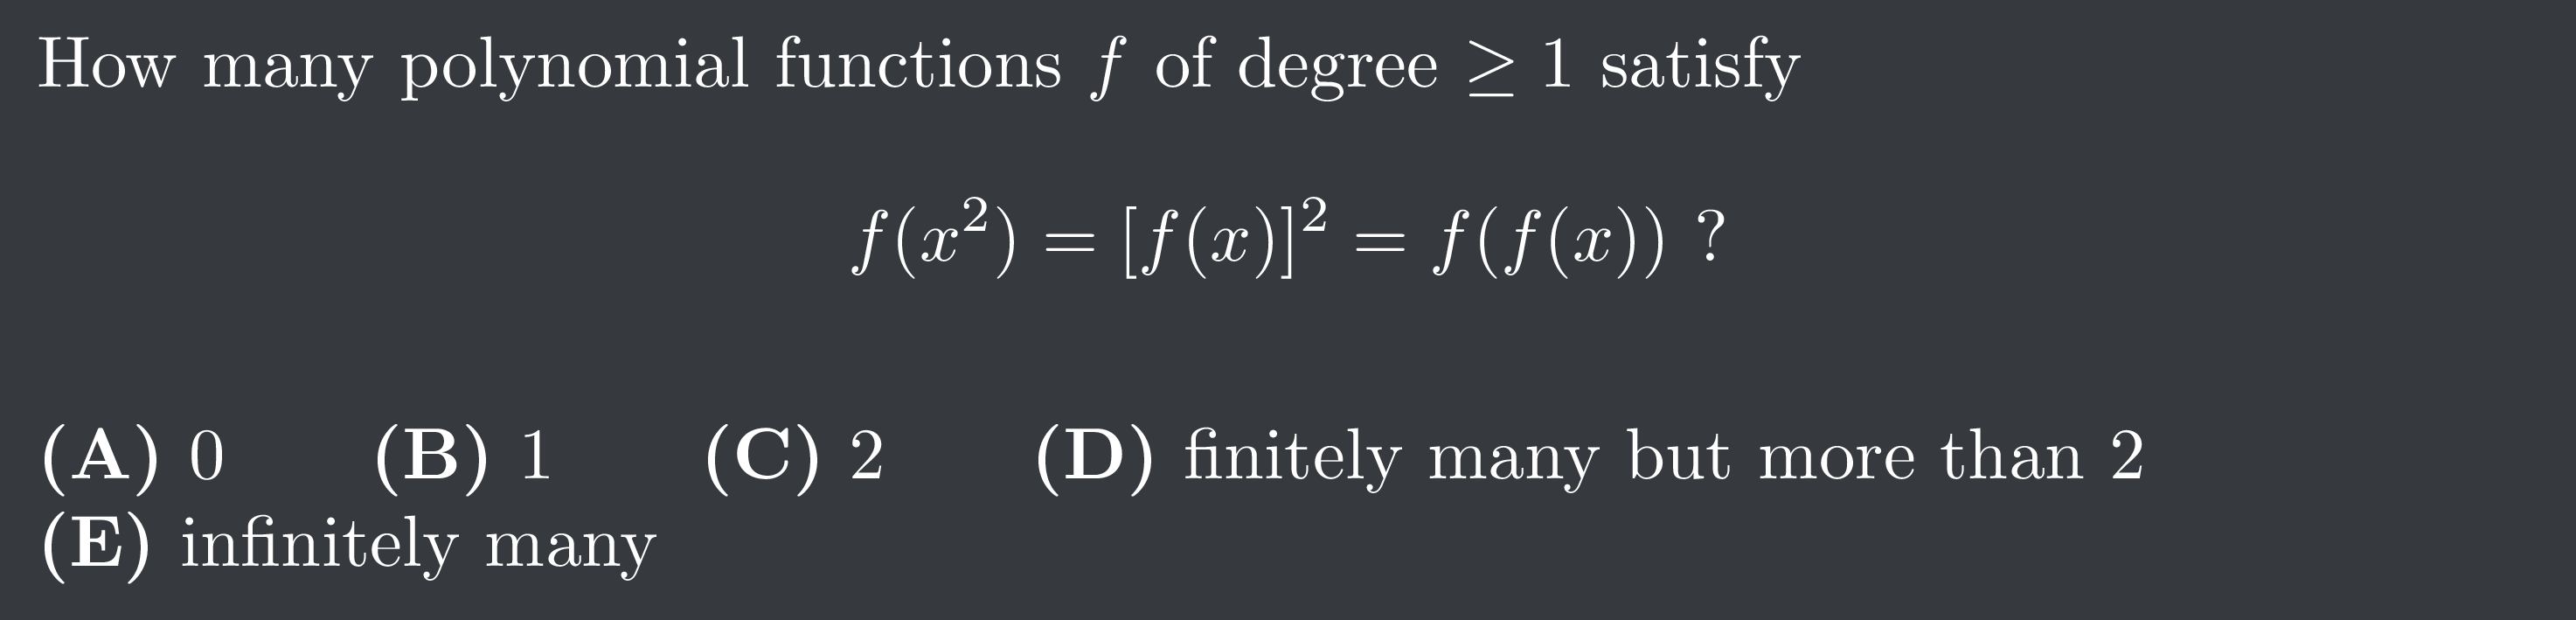 How many polynomial functions f of degree ≥ 1 satisfy
f(x²) = [f(x)]² = f(f(x)) ?
(A) 0 (B) 1 (C) 2 (D) finitely many but more than 2
(E) infinitely many